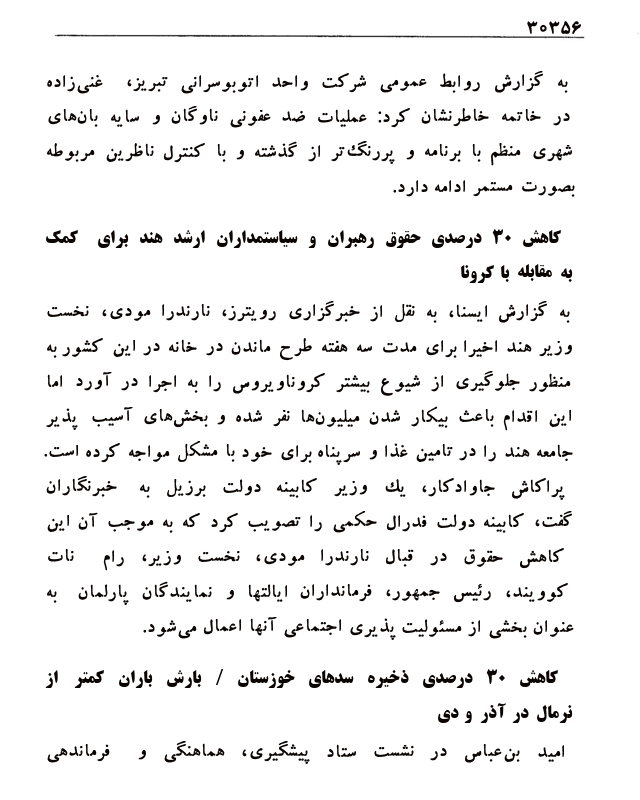 ۳۰۳۵۶
به گزارش روابط عمومی شرکت واحد اتوبوسرانی تبریز، غنی‌زاده
در خاتمه خاطرنشان کرد: عملیات ضد عفونی ناوگان و سایه بان‌های
شهری منظم با برنامه و پررنگ‌تر از گذشته و با کنترل ناظرین مربوطه
بصورت مستمر ادامه دارد.
کاهش ۳۰ درصدی حقوق رهبران و سیاستمداران ارشد هند برای کمک
به مقابله با کرونا
به گزارش ایسنا، به نقل از خبرگزاری رویترز، نارندرا مودی، نخست
وزیر هند اخیرا برای مدت سه هفته طرح ماندن در خانه در این کشور به
منظور جلوگیری از شیوع بیشتر کروناویروس را به اجرا در آورد اما
این اقدام باعث بیکار شدن میلیون‌ها نفر شده و بخش‌های آسیب پذیر
جامعه هند را در تامین غذا و سرپناه برای خود با مشکل مواجه کرده است.
پراکاش جاوادکار، یك وزیر کابینه دولت برزیل به خبرنگاران
گفت، کابینه دولت فدرال حکمی را تصویب کرد که به موجب آن این
کاهش حقوق در قبال نارندرا مودی، نخست وزیر، رام نات
کوویند، رئیس جمهور، فرمانداران ایالتها و نمایندگان پارلمان به
عنوان بخشی از مسئولیت پذیری اجتماعی آنها اعمال می‌شود.
کاهش ۳۰ درصدی ذخیره سدهای خوزستان / بارش باران کمتر از
نرمال در آذر و دی
امید بن‌عباس در نشست ستاد پیشگیری، هماهنگی و فرماندهی